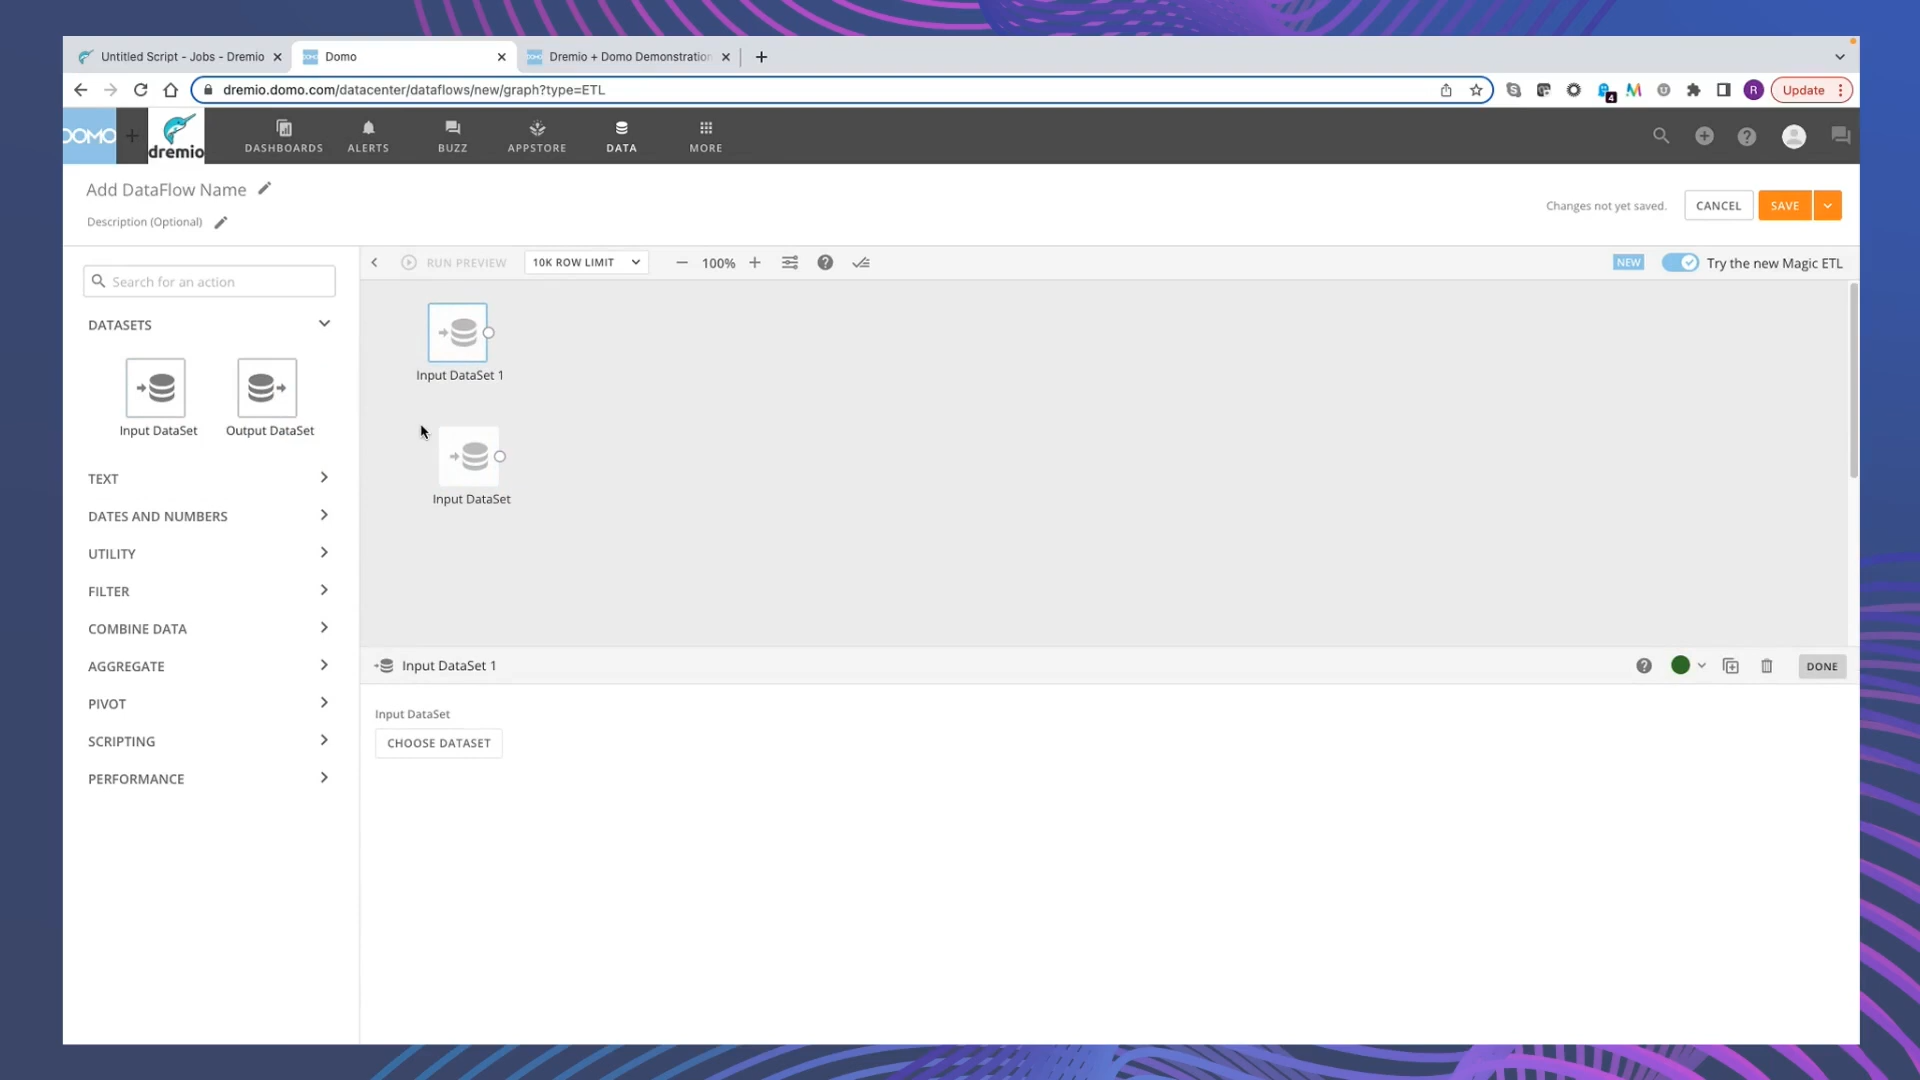 Untitled Script - Jobs - Dremio
Domo
Dremio + Domo Demonstration
dremio.domo.com/datacenter/dataflows/new/graph?type=ETL
4
R
Update
DOMO
dremio
DASHBOARDS
ALERTS
BUZZ
APPSTORE
DATA
MORE
Add DataFlow Name
Description (Optional)
Changes not yet saved.
CANCEL
SAVE
RUN PREVIEW
10K ROW LIMIT
100%
NEW
Try the new Magic ETL
Search for an action
DATASETS
Input DataSet
Output DataSet
TEXT
DATES AND NUMBERS
UTILITY
FILTER
COMBINE DATA
AGGREGATE
PIVOT
SCRIPTING
PERFORMANCE
Input DataSet 1
Input DataSet
Input DataSet 1
DONE
Input DataSet
CHOOSE DATASET